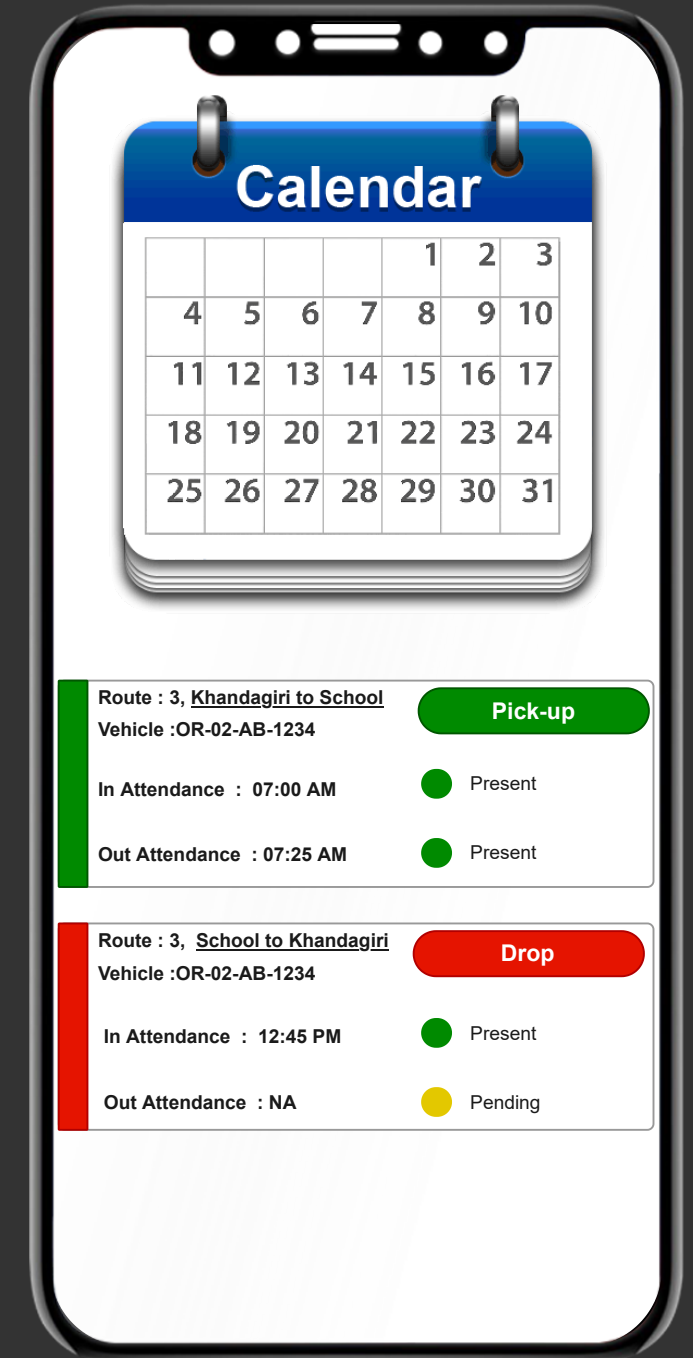 Calendar
1 2 3
4 5 6 7 8 9 10
11 12 13 14 15 16 17
18 19 20 21 22 23 24
25 26 27 28 29 30 31
Route : 3, Khandagiri to School
Pick-up
Vehicle :OR-02-AB-1234
In Attendance : 07:00 AM Present
Out Attendance : 07:25 AM Present
Route : 3, School to Khandagiri
Drop
Vehicle :OR-02-AB-1234
In Attendance : 12:45 PM Present
Out Attendance : NA Pending